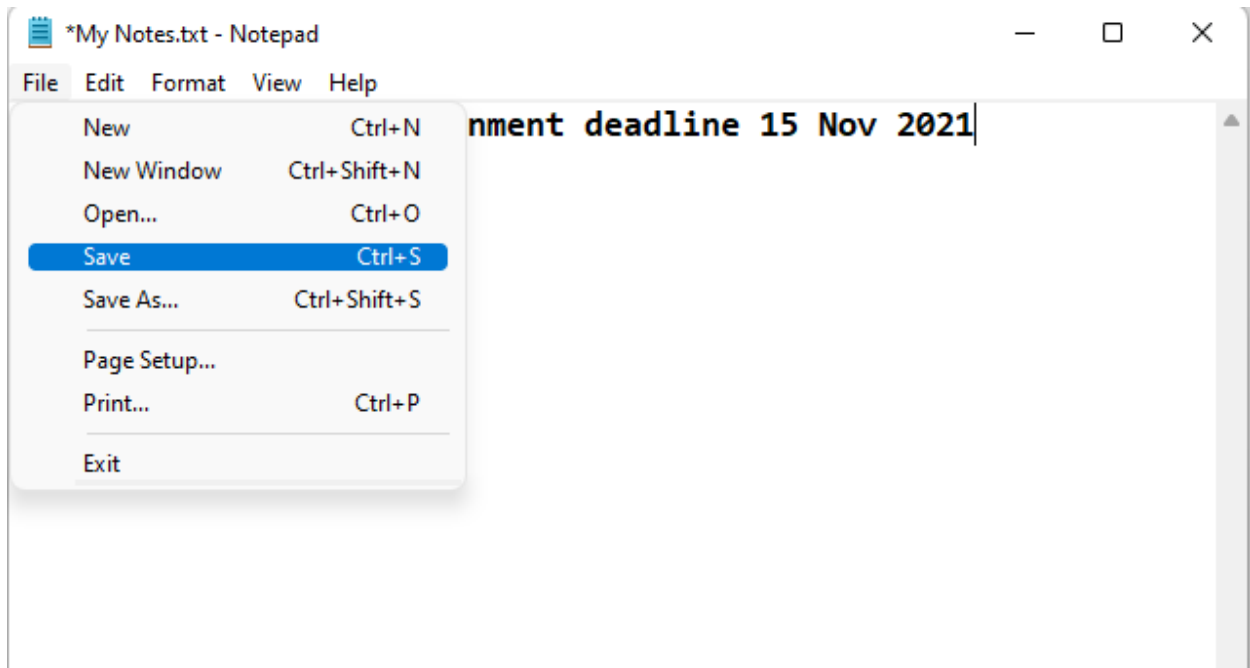 *My Notes.txt - Notepad
File Edit Format View Help
nment deadline 15 Nov 2021
New Ctrl+N
New Window Ctrl+Shift+N
Open... Ctrl+O
Save Ctrl+S
Save As... Ctrl+Shift+S
Page Setup...
Print... Ctrl+P
Exit